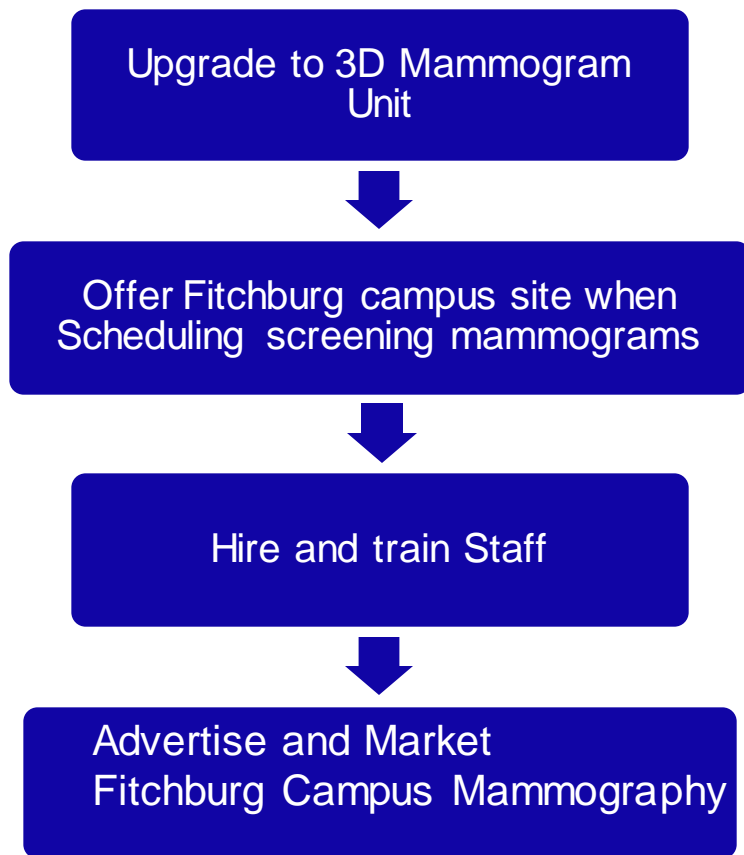 Upgrade to 3D Mammogram
Unit
Offer Fitchburg campus site when
Scheduling screening mammograms
Hire and train Staff
Advertise and Market
Fitchburg Campus Mammography